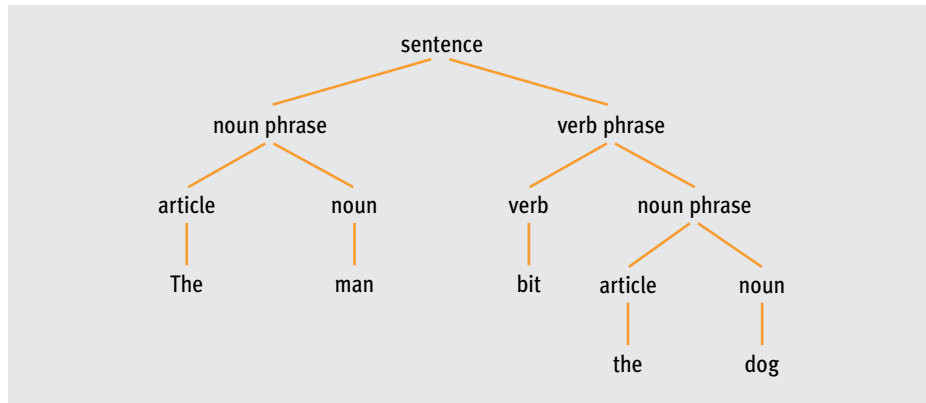 sentence
noun phrase verb phrase
article noun verb noun phrase
The man bit article noun
the dog